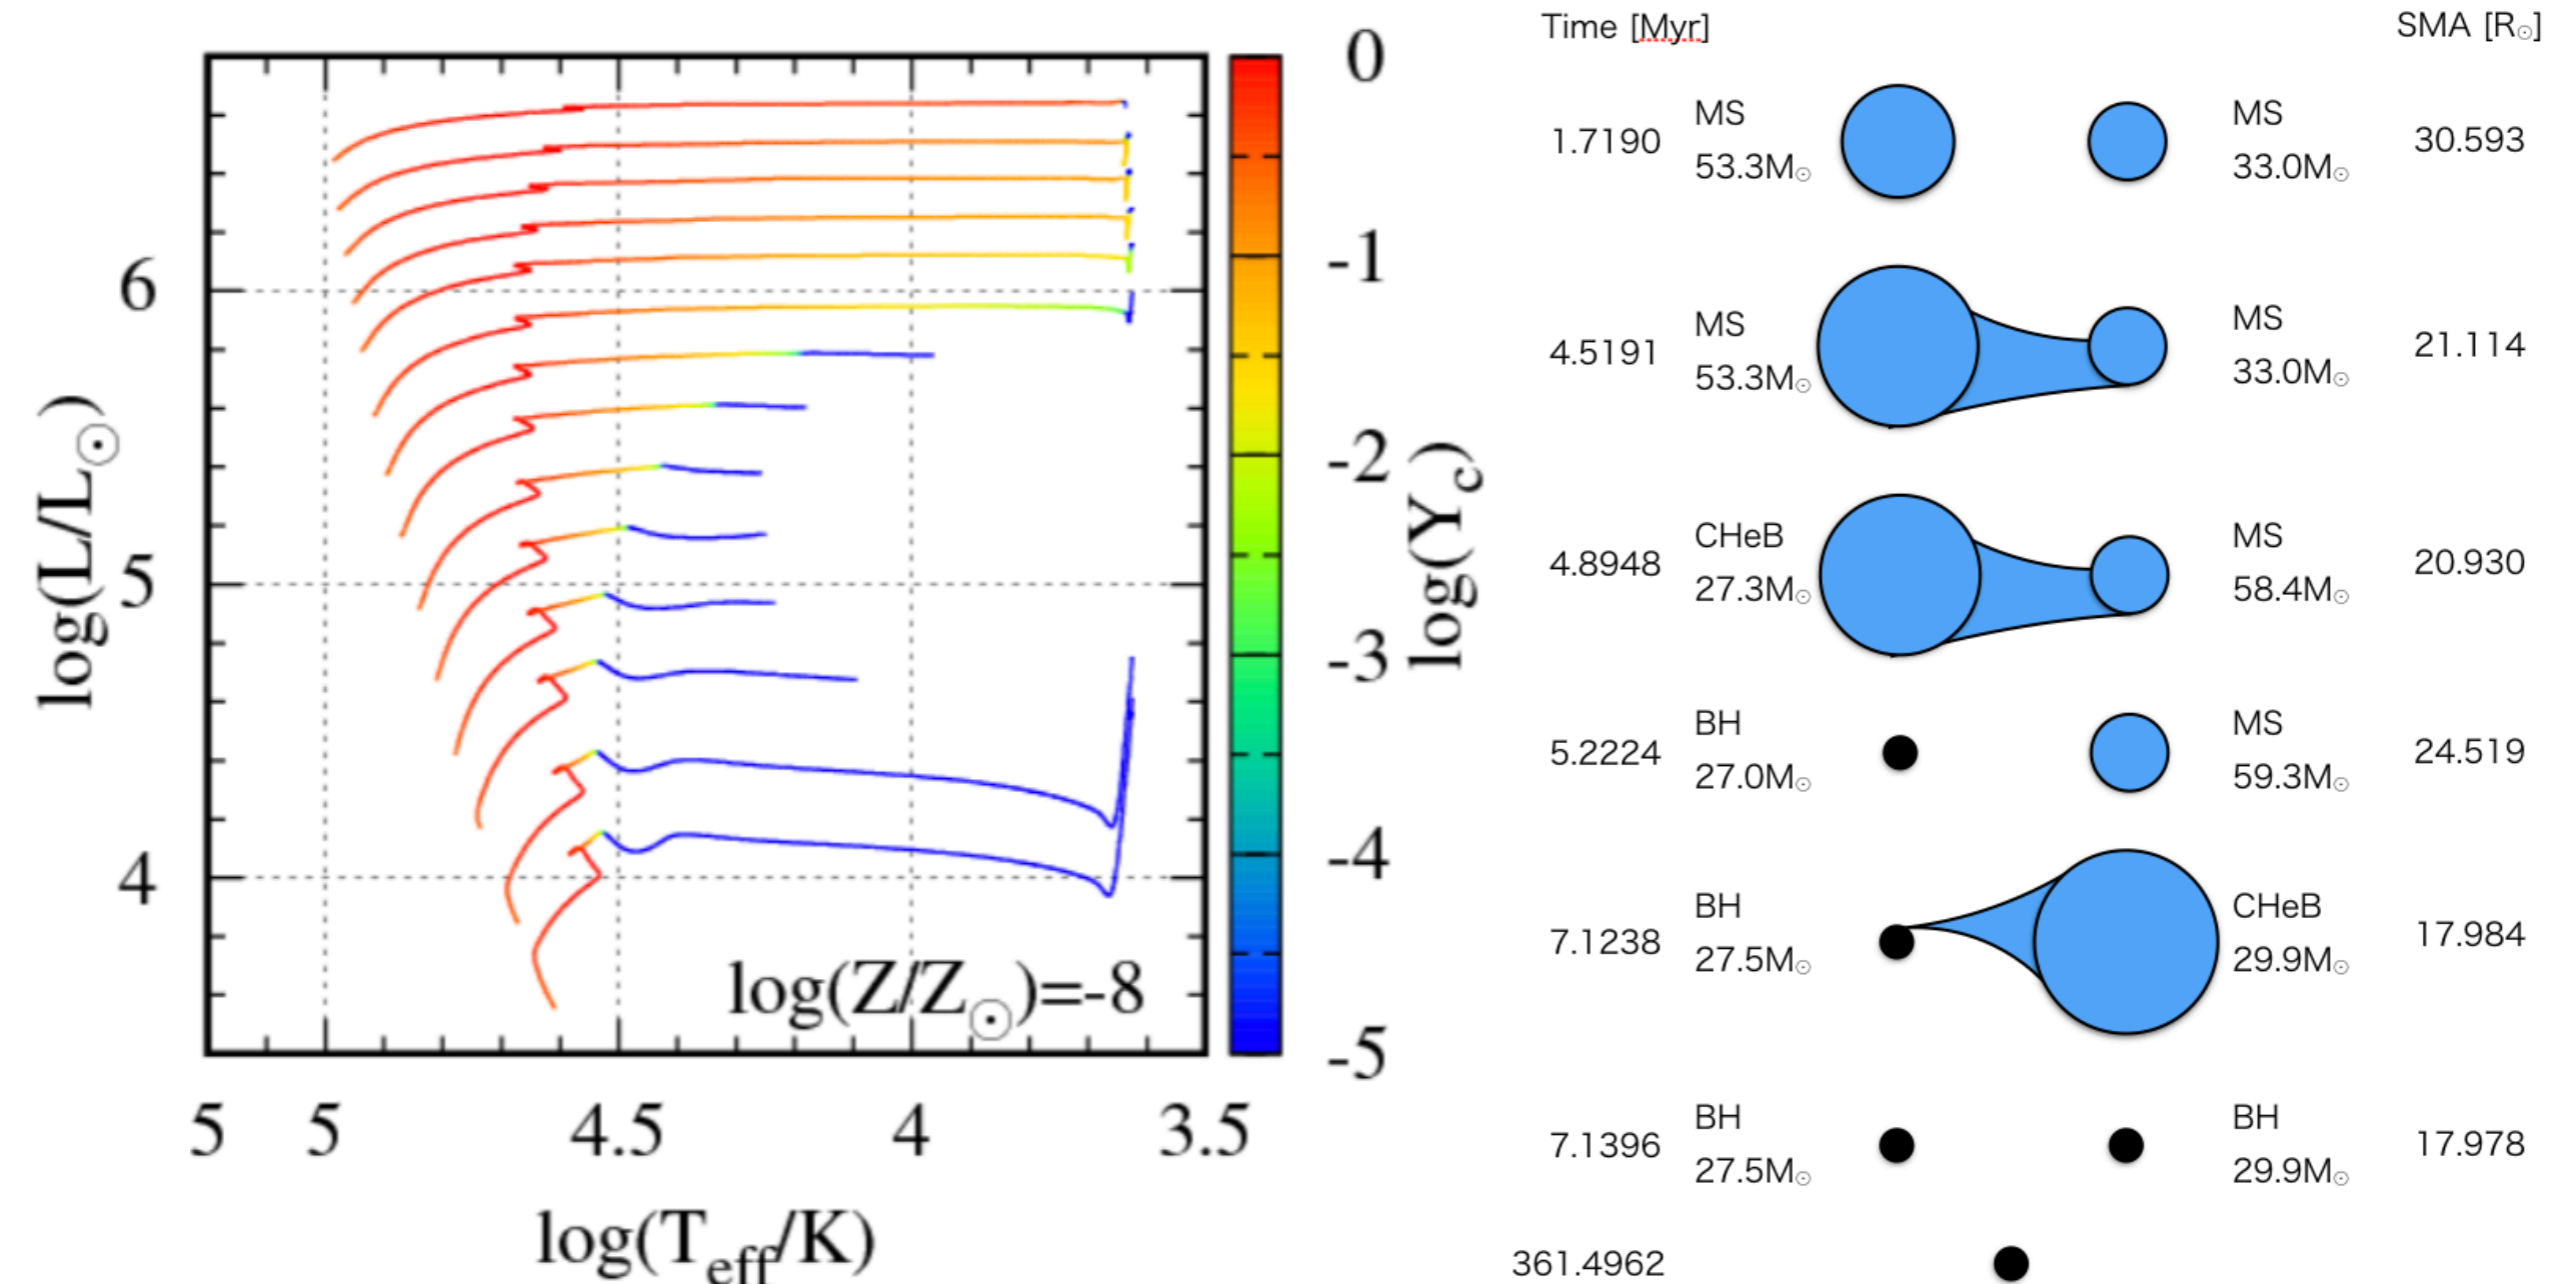 log(L/L☉)
6
5
4
log(Z/Z☉)=-8
5 5 4.5 4 3.5
log(Teff/K)
0
-1
-2
-3
-4
-5
log(Yc)
Time [Myr] SMA [R☉]
1.7190 MS 53.3M☉ MS 33.0M☉ 30.593
4.5191 MS 53.3M☉ MS 33.0M☉ 21.114
4.8948 CHeB 27.3M☉ MS 58.4M☉ 20.930
5.2224 BH 27.0M☉ MS 59.3M☉ 24.519
7.1238 BH 27.5M☉ CHeB 29.9M☉ 17.984
7.1396 BH 27.5M☉ BH 29.9M☉ 17.978
361.4962